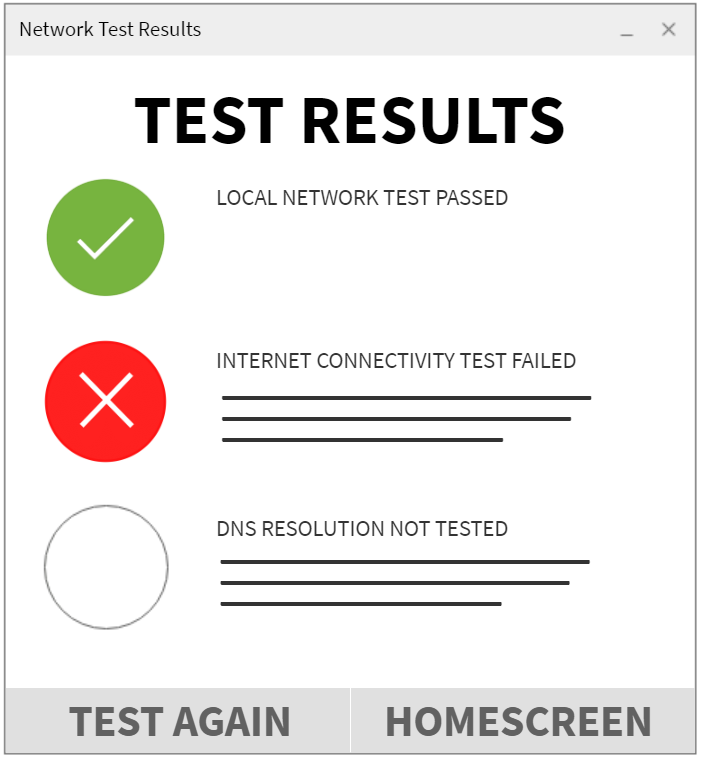 Network Test Results
TEST RESULTS
LOCAL NETWORK TEST PASSED
INTERNET CONNECTIVITY TEST FAILED
DNS RESOLUTION NOT TESTED
TEST AGAIN
HOMESCREEN